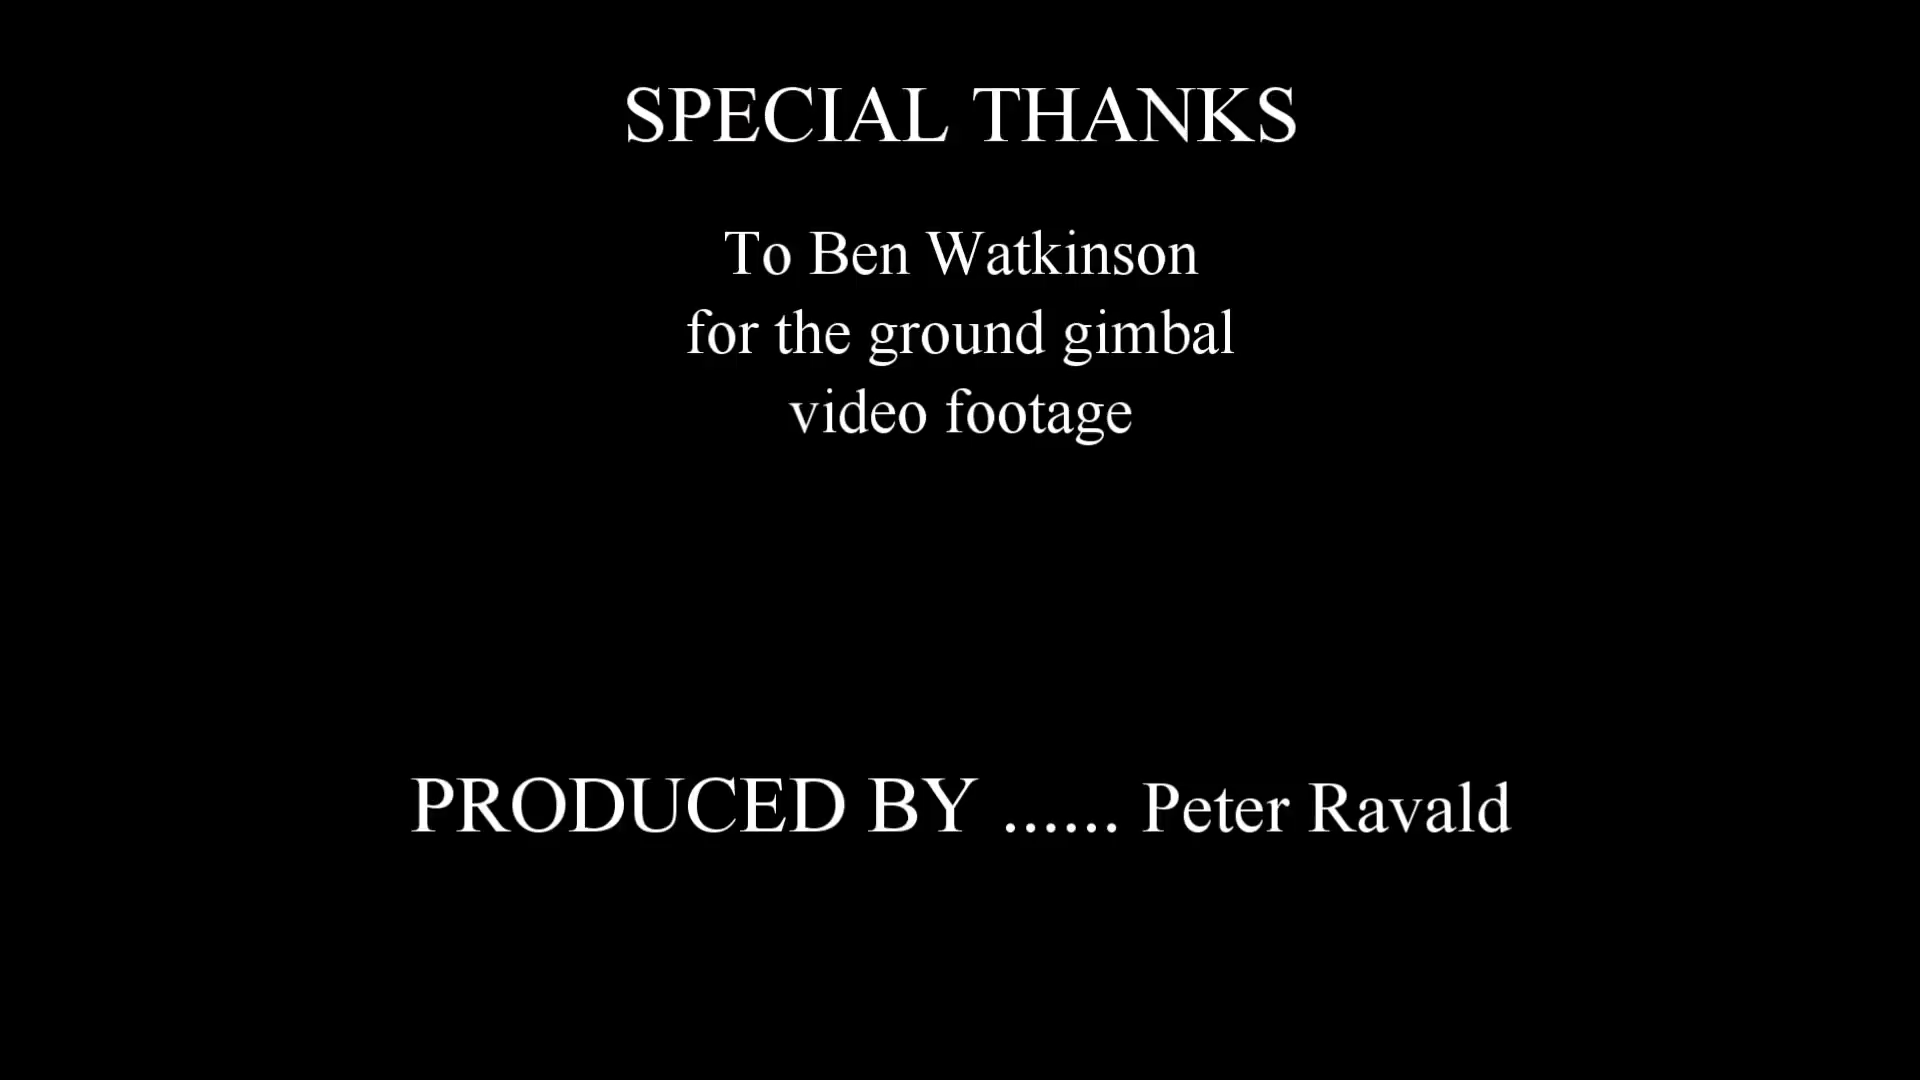 SPECIAL THANKS
To Ben Watkinson
for the ground gimbal
video footage
PRODUCED BY ...... Peter Ravald